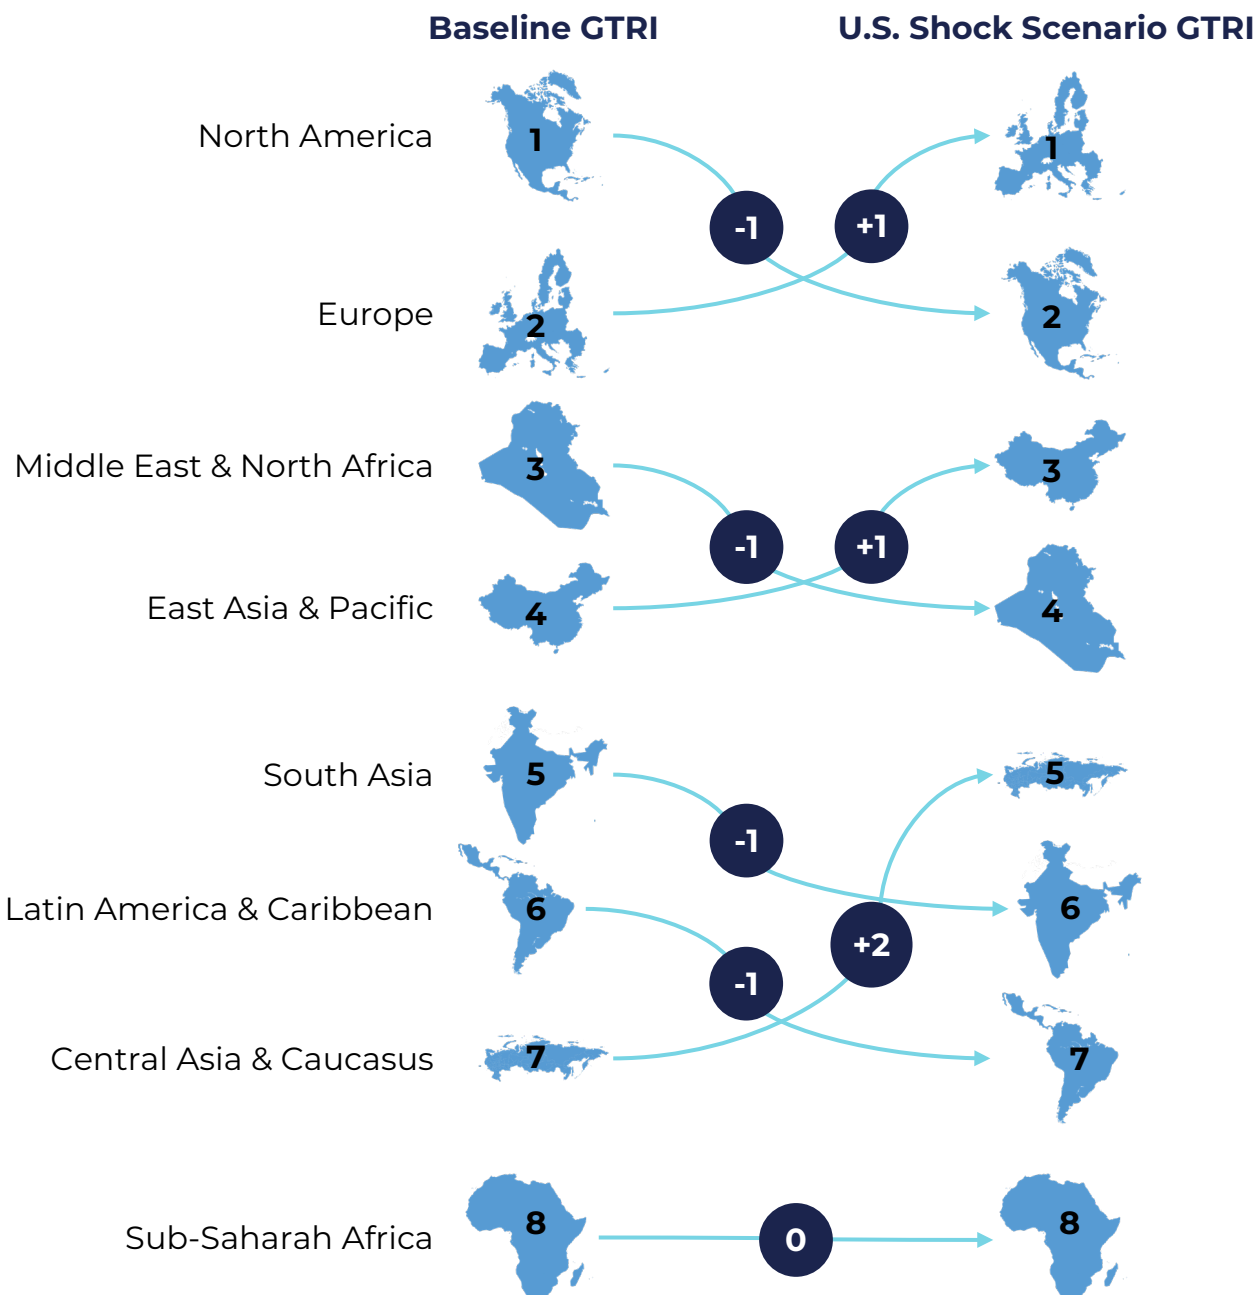 Baseline GTRI
U.S. Shock Scenario GTRI
North America
1
1
-1
+1
Europe
2
2
Middle East & North Africa
3
3
-1
+1
East Asia & Pacific
4
4
South Asia
5
5
-1
Latin America & Caribbean
6
6
+2
-1
Central Asia & Caucasus
7
7
Sub-Saharah Africa
8
0
8